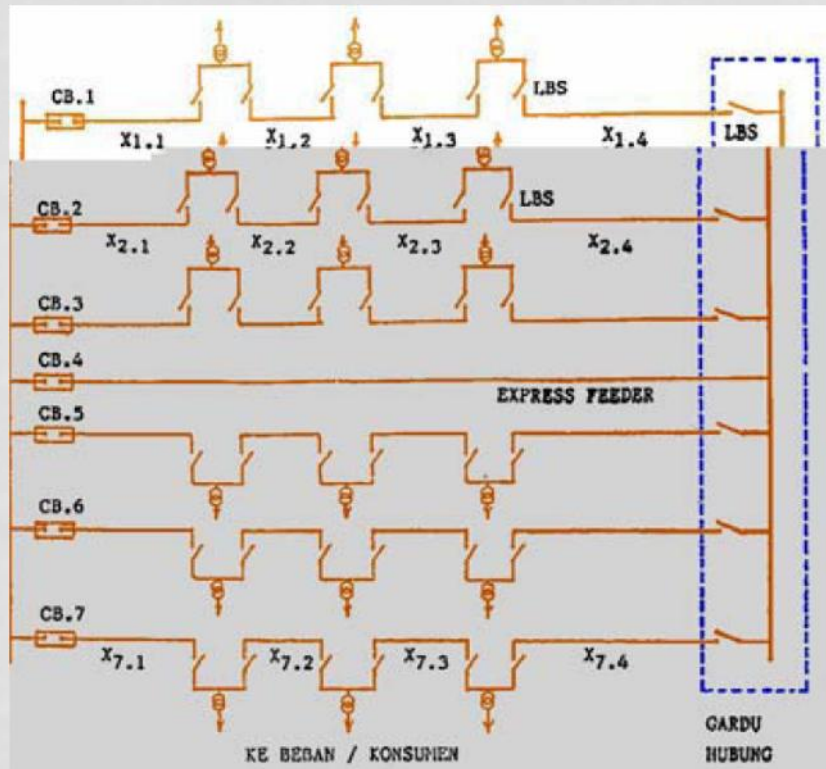 CB.1
LBS
X1.1
X1.2
X1.3
X1.4
LBS
CB.2
LBS
X2.1
X2.2
X2.3
X2.4
CB.3
CB.4
EXPRESS FEEDER
CB.5
CB.6
CB.7
X7.1
X7.2
X7.3
X7.4
KE BEBAN / KONSUMEN
GARDU
HUBUNG